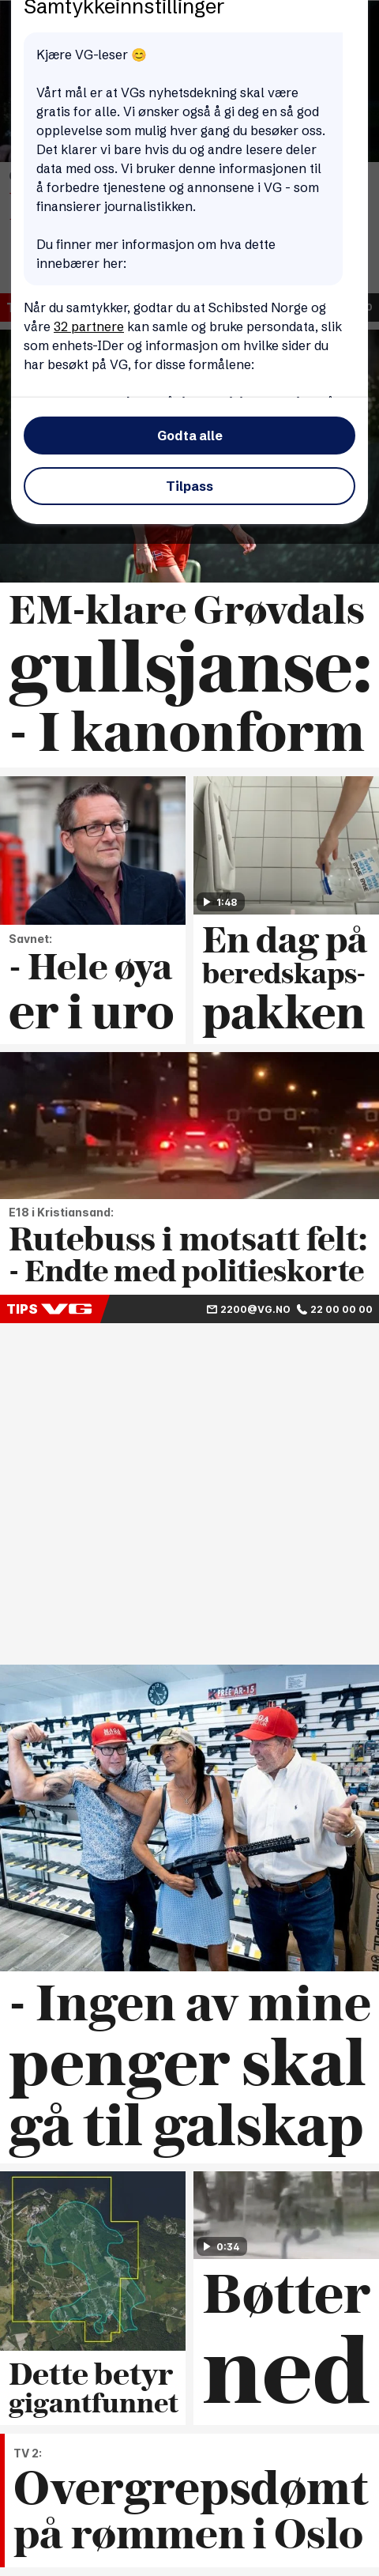 Samtykkeinnstillinger
Kjære VG-leser 😊
Vårt mål er at VGs nyhetsdekning skal være
gratis for alle. Vi ønsker også å gi deg en så god
opplevelse som mulig hver gang du besøker oss.
Det klarer vi bare hvis du og andre lesere deler
data med oss. Vi bruker denne informasjonen til
å forbedre tjenestene og annonsene i VG - som
finansierer journalistikken.
Du finner mer informasjon om hva dette
innebærer her:
Når du samtykker, godtar du at Schibsted Norge og
våre 32 partnere kan samle og bruke persondata, slik
som enhets-IDer og informasjon om hvilke sider du
har besøkt på VG, for disse formålene:
Godta alle
Tilpass
EM-klare Grøvdals
gullsjanse:
- I kanonform
Savnet:
- Hele øya
er i uro
1:48
En dag på
beredskaps-
pakken
E18 i Kristiansand:
Rutebuss i motsatt felt:
- Endte med politieskorte
TIPS VG 2200@VG.NO 22 00 00 00
FREE AR-15
- Ingen av mine
penger skal
gå til galskap
Dette betyr
gigantfunnet
0:34
Bøtter
ned
TV 2:
Overgrepsdømt
på rømmen i Oslo